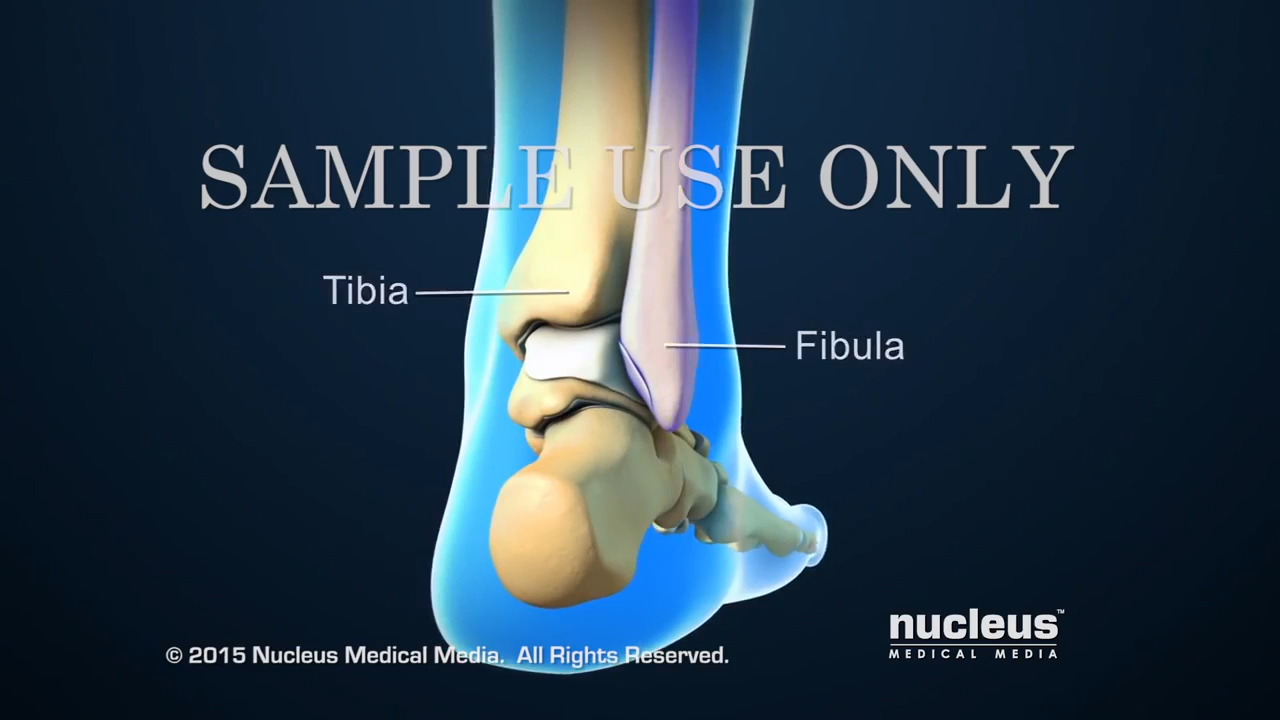 SAMPLE USE ONLY
Tibia
Fibula
nucleus™
MEDICAL MEDIA
© 2015 Nucleus Medical Media. All Rights Reserved.